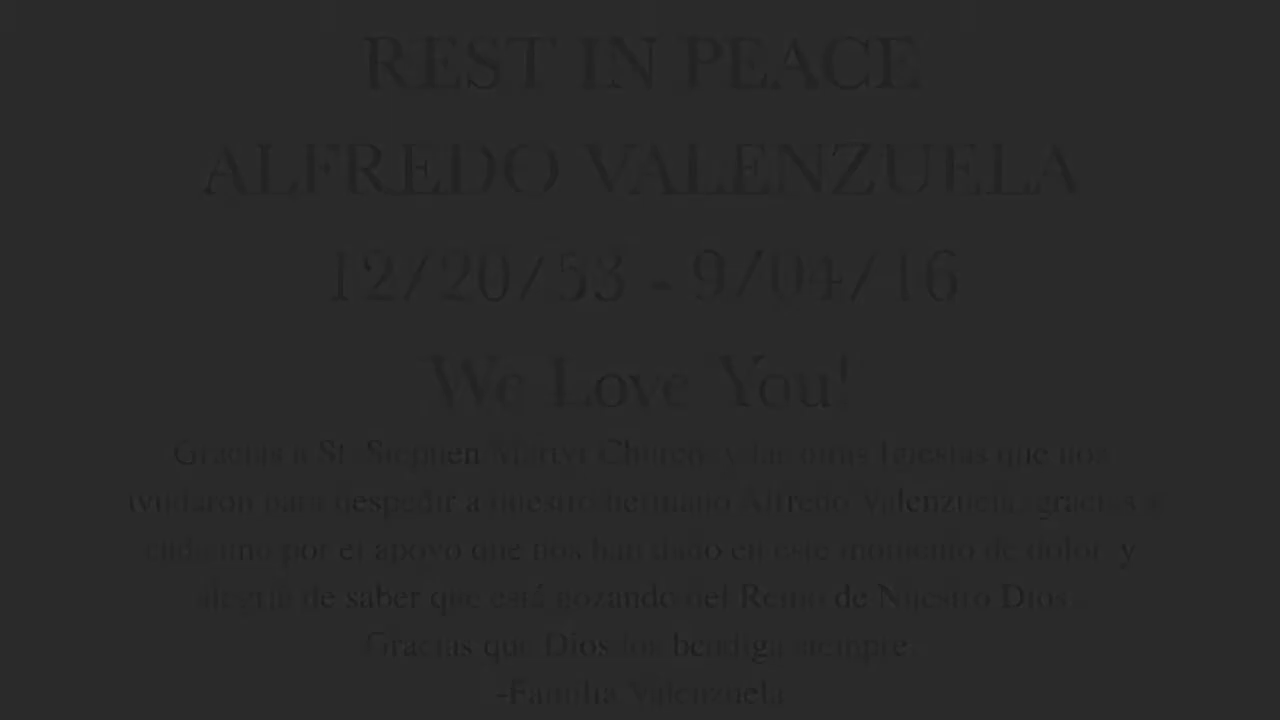 REST IN PEACE
ALFREDO VALENZUELA
12/20/53 - 9/04/16
We Love You!
Gracias a St. Stephen Martyr Church, y las otras Iglesias que nos
ayudaron para despedir a nuestro hermano Alfredo Valenzuela, gracias a
cada uno por el apoyo que nos han dado en este momento de dolor, y
alegría de saber que está gozando del Reino de Nuestro Dios.
Gracias que Dios los bendiga siempre.
-Familia Valenzuela